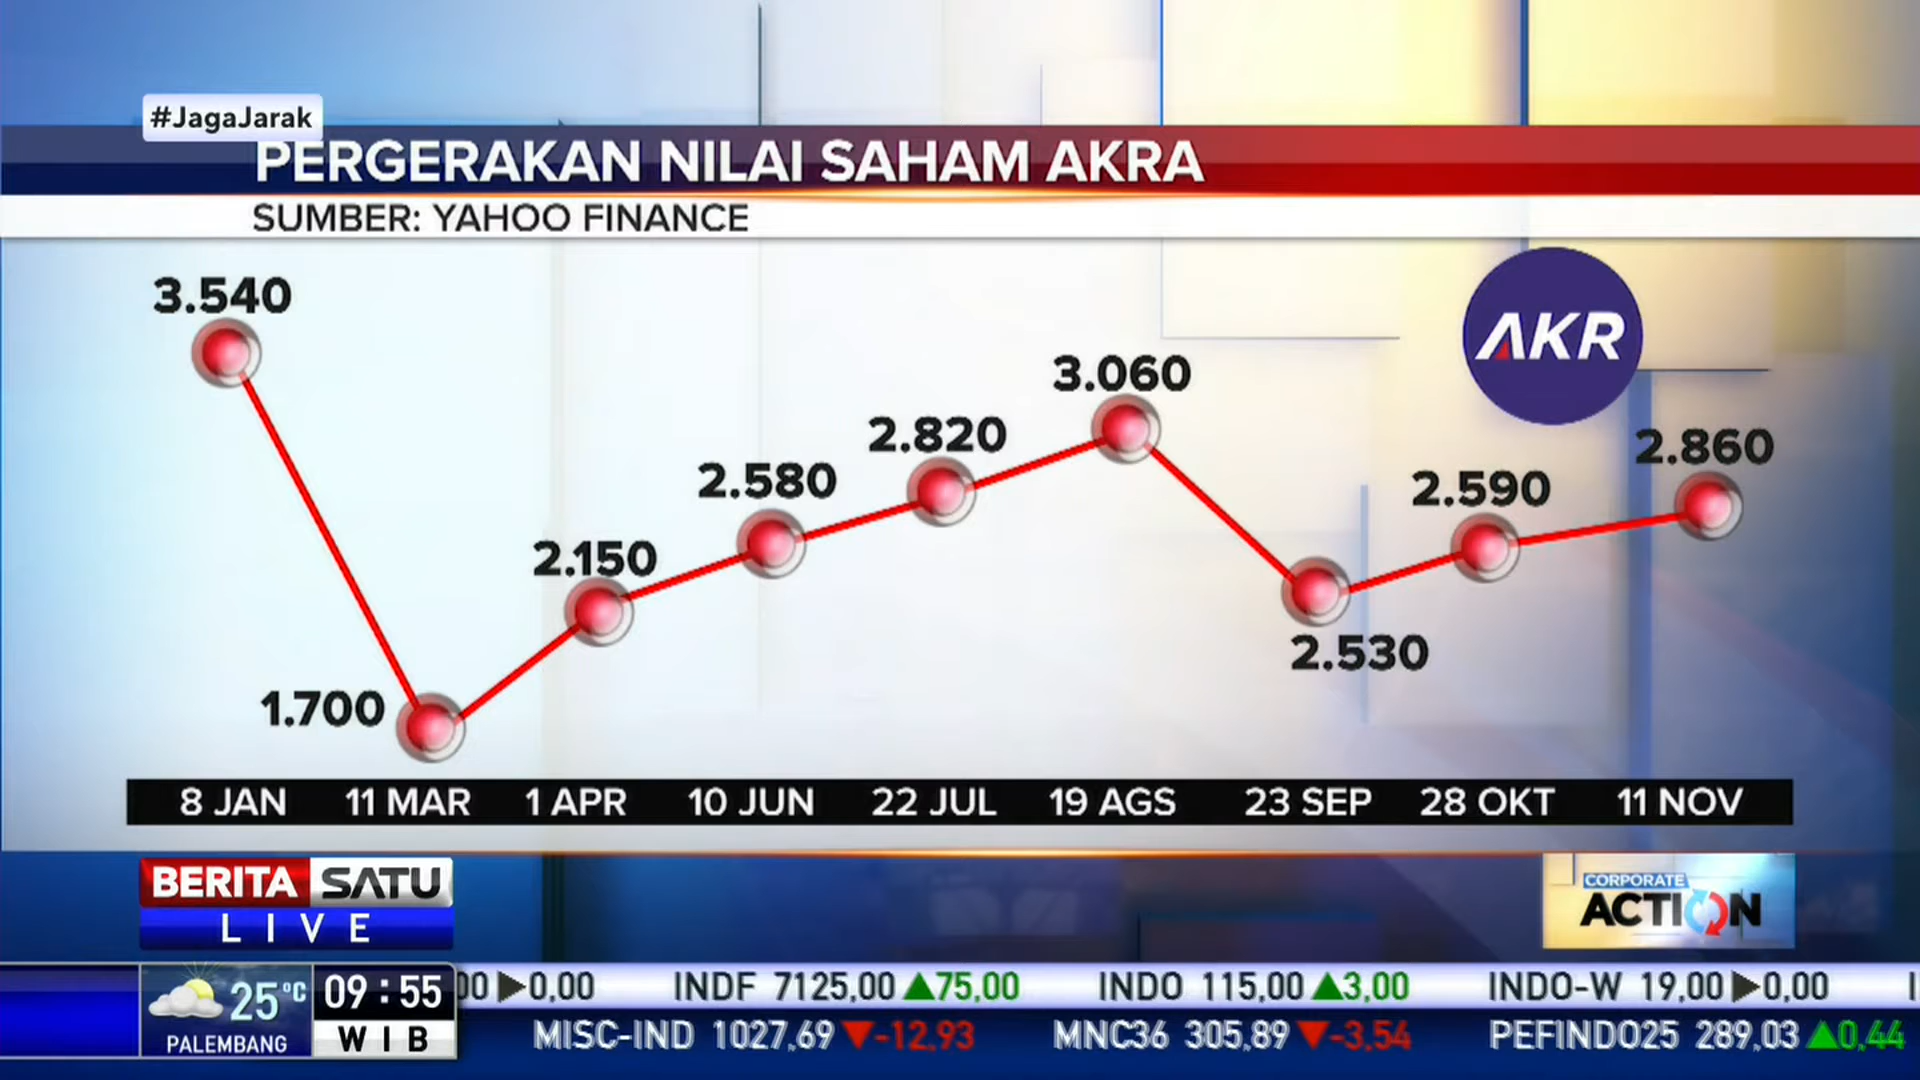 #JagaJarak
PERGERAKAN NILAI SAHAM AKRA
SUMBER: YAHOO FINANCE
AKR
3.540
1.700
2.150
2.580
2.820
3.060
2.530
2.590
2.860
8 JAN 11 MAR 1 APR 10 JUN 22 JUL 19 AGS 23 SEP 28 OKT 11 NOV
BERITA SATU
LIVE
CORPORATE
ACTION
25°C
PALEMBANG
09:55
WIB
00 ▶0,00 INDF 7125,00 ▲75,00 INDO 115,00 ▲3,00 INDO-W 19,00 ▶0,00
MISC-IND 1027,69 ▼-12,93 MNC36 305,89 ▼-3,54 PEFINDO25 289,03 ▲0,44